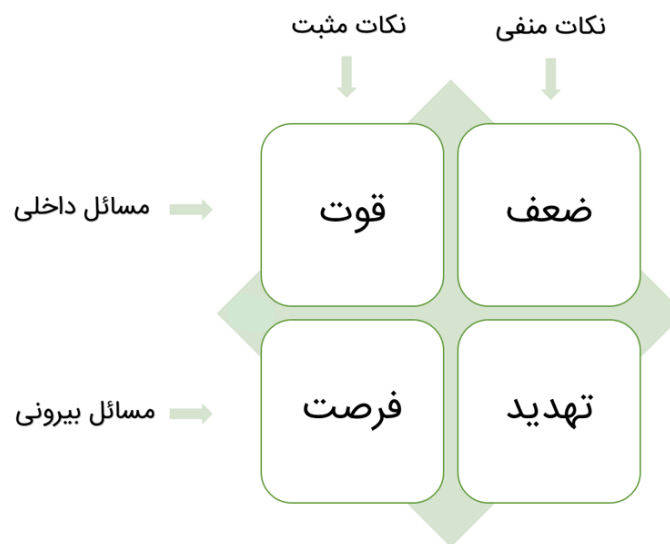 نکات منفی
نکات مثبت
ضعف
قوت
مسائل داخلی
تهدید
فرصت
مسائل بیرونی